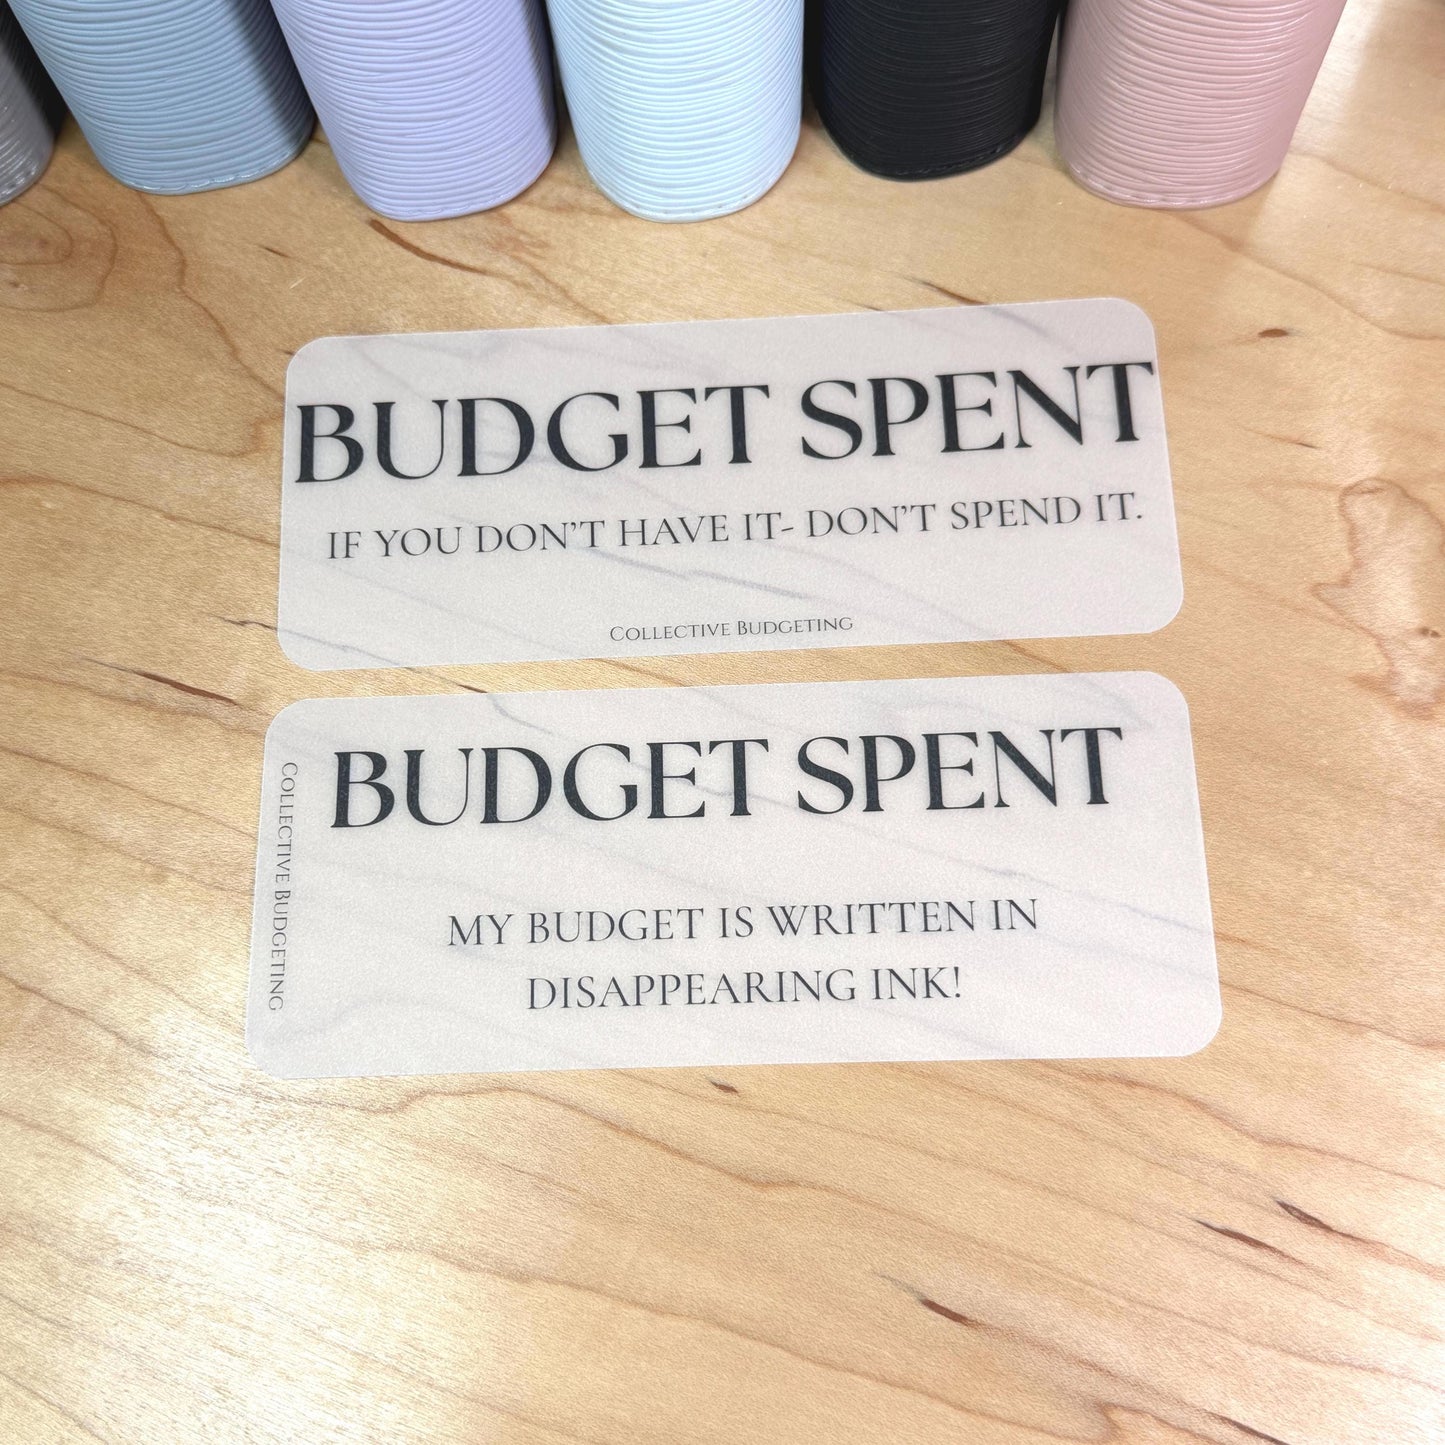 BUDGET SPENT
IF YOU DON'T HAVE IT- DON'T SPEND IT.
COLLECTIVE BUDGETING
BUDGET SPENT
COLLECTIVE BUDGETING
MY BUDGET IS WRITTEN IN
DISAPPEARING INK!